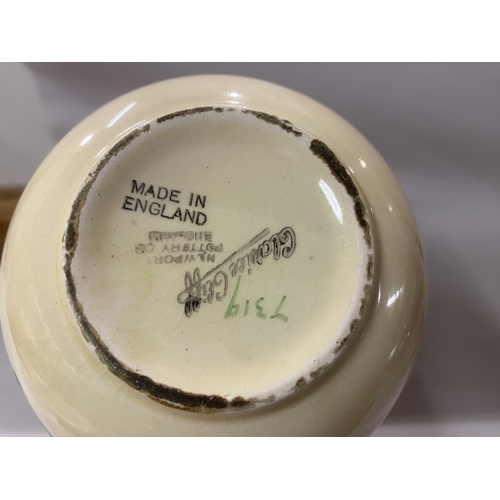 MADE IN
ENGLAND
NEWPORT
POTTERY CO
ENGLAND
Clarice Cliff
7319